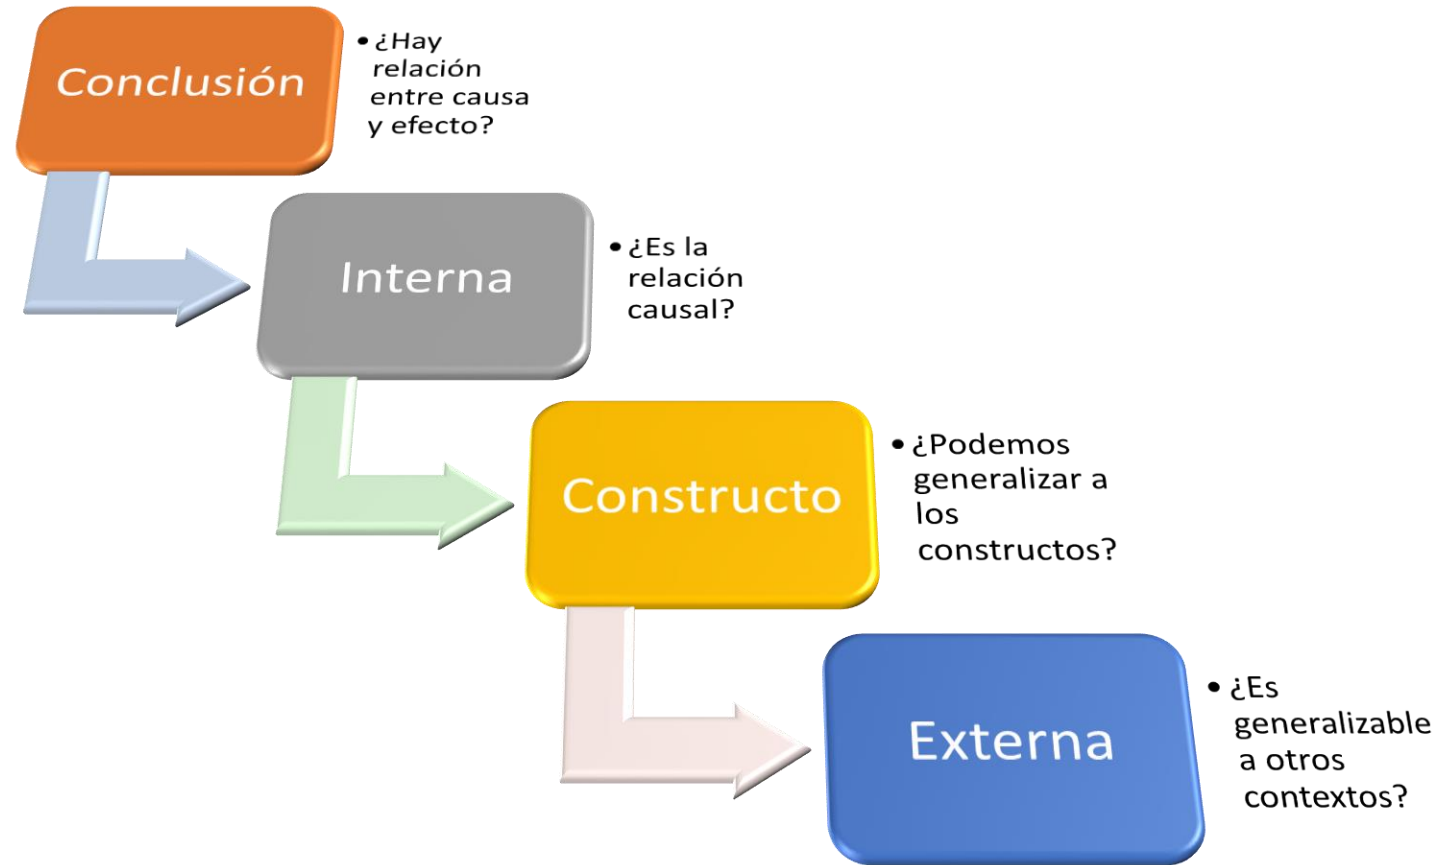 Conclusión
• ¿Hay
relación
entre causa
y efecto?
Interna
• ¿Es la
relación
causal?
Constructo
• ¿Podemos
generalizar a
los
constructos?
Externa
• ¿Es
generalizable
a otros
contextos?